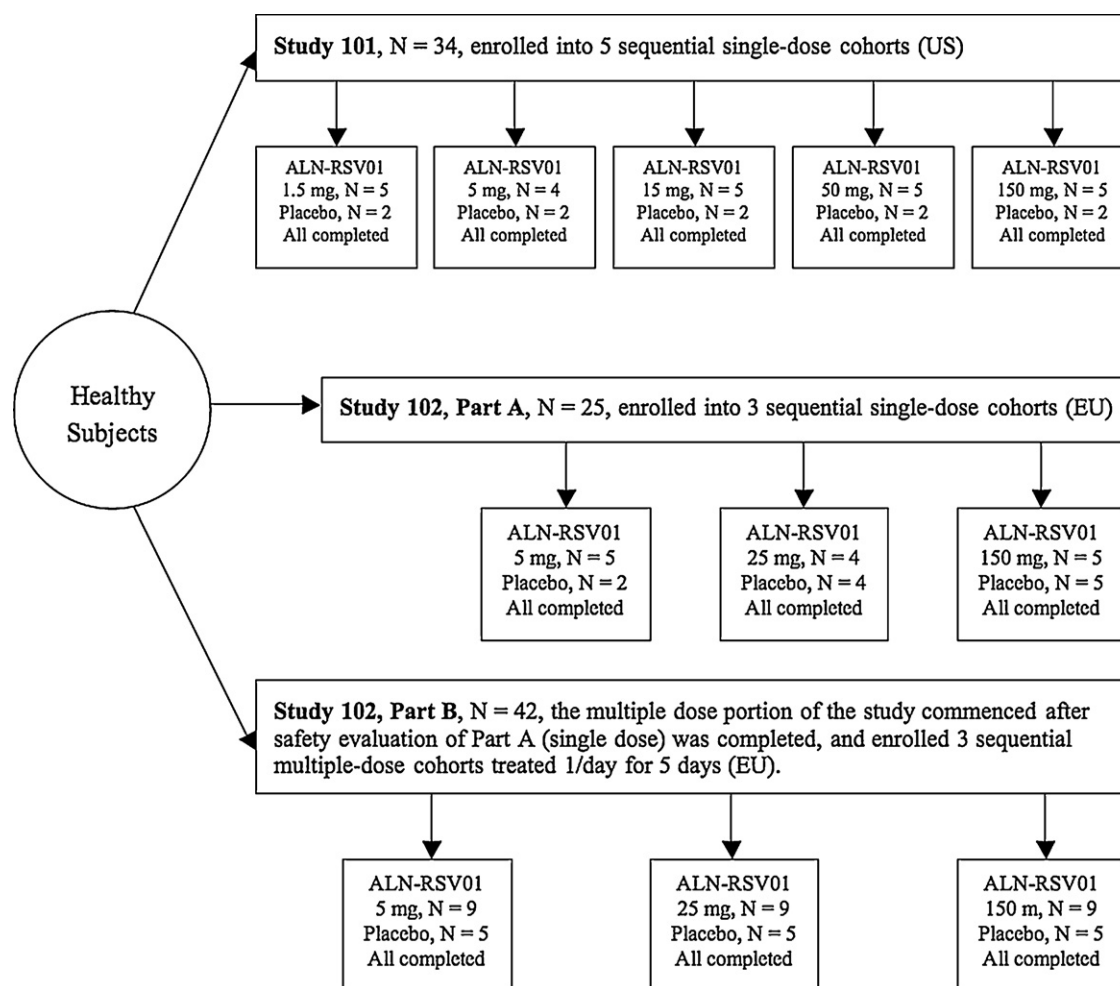 Study 101, N = 34, enrolled into 5 sequential single-dose cohorts (US)
ALN-RSV01
1.5 mg, N = 5
Placebo, N = 2
All completed
ALN-RSV01
5 mg, N = 4
Placebo, N = 2
All completed
ALN-RSV01
15 mg, N = 5
Placebo, N = 2
All completed
ALN-RSV01
50 mg, N = 5
Placebo, N = 2
All completed
ALN-RSV01
150 mg, N = 5
Placebo, N = 2
All completed
Healthy
Subjects
Study 102, Part A, N = 25, enrolled into 3 sequential single-dose cohorts (EU)
ALN-RSV01
5 mg, N = 5
Placebo, N = 2
All completed
ALN-RSV01
25 mg, N = 4
Placebo, N = 4
All completed
ALN-RSV01
150 mg, N = 5
Placebo, N = 5
All completed
Study 102, Part B, N = 42, the multiple dose portion of the study commenced after
safety evaluation of Part A (single dose) was completed, and enrolled 3 sequential
multiple-dose cohorts treated 1/day for 5 days (EU).
ALN-RSV01
5 mg, N = 9
Placebo, N = 5
All completed
ALN-RSV01
25 mg, N = 9
Placebo, N = 5
All completed
ALN-RSV01
150 m, N = 9
Placebo, N = 5
All completed